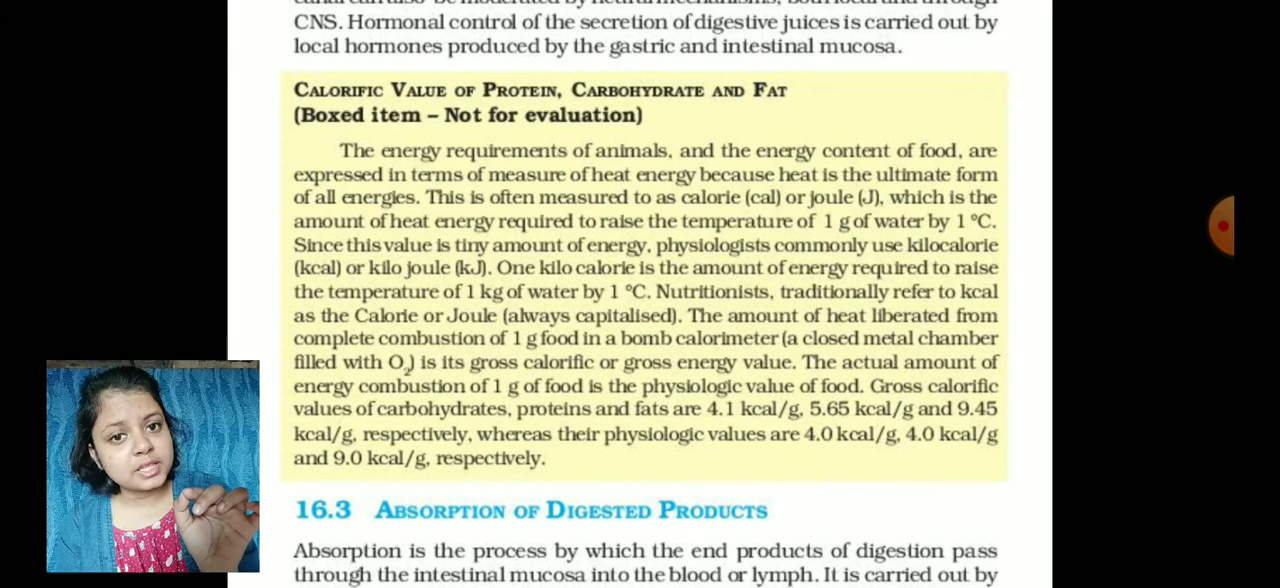 CNS. Hormonal control of the secretion of digestive juices is carried out by
local hormones produced by the gastric and intestinal mucosa.
CALORIFIC VALUE OF PROTEIN, CARBOHYDRATE AND FAT
(Boxed item – Not for evaluation)
The energy requirements of animals, and the energy content of food, are
expressed in terms of measure of heat energy because heat is the ultimate form
of all energies. This is often measured to as calorie (cal) or joule (J), which is the
amount of heat energy required to raise the temperature of 1 g of water by 1 °C.
Since this value is tiny amount of energy, physiologists commonly use kilocalorie
(kcal) or kilo joule (kJ). One kilo calorie is the amount of energy required to raise
the temperature of 1 kg of water by 1 °C. Nutritionists, traditionally refer to kcal
as the Calorie or Joule (always capitalised). The amount of heat liberated from
complete combustion of 1 g food in a bomb calorimeter (a closed metal chamber
filled with O₂) is its gross calorific or gross energy value. The actual amount of
energy combustion of 1 g of food is the physiologic value of food. Gross calorific
values of carbohydrates, proteins and fats are 4.1 kcal/g, 5.65 kcal/g and 9.45
kcal/g, respectively, whereas their physiologic values are 4.0 kcal/g, 4.0 kcal/g
and 9.0 kcal/g, respectively.
16.3 ABSORPTION OF DIGESTED PRODUCTS
Absorption is the process by which the end products of digestion pass
through the intestinal mucosa into the blood or lymph. It is carried out by